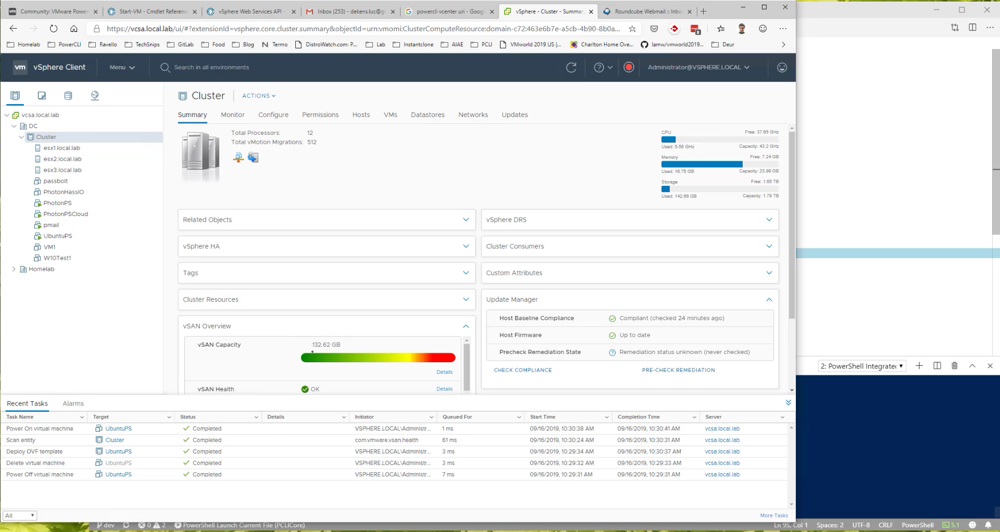 Community: VMware Power
Start-VM - Cmdlet Referenc
vSphere Web Services API -
Inbox (253) - dekens.luc@g
powercli vcenter uri - Googl
vSphere - Cluster - Summar
Roundcube Webmail :: Inbo
https://vcsa.local.lab/ui/#?extensionId=vsphere.core.cluster.summary&objectId=urn:vmomi:ClusterComputeResource:domain-c72:463e6b7e-a5cb-4b90-8b0a...
Homelab PowerCLI Ravello TechSnips GitLab Food Blog Termo DistroWatch.com: P... Lab Instantclone AIAE PCLI VMworld 2019 US |... Charlton Home Ove... lamw/vmworld2019... Deur
vm vSphere Client Menu Search in all environments Administrator@VSPHERE.LOCAL
vcsa.local.lab
DC
Cluster
esx1.local.lab
esx2.local.lab
esx3.local.lab
passbolt
PhotonHassIO
PhotonPS
PhotonPSCloud
pmail
UbuntuPS
VM1
W10Test1
Homelab
Cluster ACTIONS
Summary Monitor Configure Permissions Hosts VMs Datastores Networks Updates
Total Processors: 12
Total vMotion Migrations: 512
CPU Free: 37.65 GHz
Used: 5.56 GHz Capacity: 43.2 GHz
Memory Free: 7.24 GB
Used: 16.75 GB Capacity: 23.99 GB
Storage Free: 1.65 TB
Used: 142.66 GB Capacity: 1.79 TB
Related Objects
vSphere DRS
vSphere HA
Cluster Consumers
Tags
Custom Attributes
Cluster Resources
Update Manager
Host Baseline Compliance Compliant (checked 24 minutes ago)
Host Firmware Up to date
Precheck Remediation State Remediation status unknown (never checked)
CHECK COMPLIANCE PRE-CHECK REMEDIATION
vSAN Overview
vSAN Capacity 132.62 GB
Details
vSAN Health OK Details
2: PowerShell Integrated
Recent Tasks Alarms
Task Name Target Status Details Initiator Queued For Start Time Completion Time Server
Power On virtual machine UbuntuPS Completed VSPHERE.LOCAL\Administr... 1 ms 09/16/2019, 10:30:38 AM 09/16/2019, 10:30:41 AM vcsa.local.lab
Scan entity Cluster Completed com.vmware.vsan.health 61 ms 09/16/2019, 10:30:24 AM 09/16/2019, 10:30:31 AM vcsa.local.lab
Deploy OVF template UbuntuPS Completed VSPHERE.LOCAL\Administr... 3 ms 09/16/2019, 10:29:34 AM 09/16/2019, 10:30:37 AM vcsa.local.lab
Delete virtual machine UbuntuPS Completed VSPHERE.LOCAL\Administr... 3 ms 09/16/2019, 10:29:32 AM 09/16/2019, 10:29:33 AM vcsa.local.lab
Power Off virtual machine UbuntuPS Completed VSPHERE.LOCAL\Administr... 7 ms 09/16/2019, 10:29:31 AM 09/16/2019, 10:29:31 AM vcsa.local.lab
All More Tasks
dev 0 2 PowerShell Launch Current File (PCLICore) Ln 95, Col 1 Spaces: 2 UTF-8 CRLF PowerShell 5.1